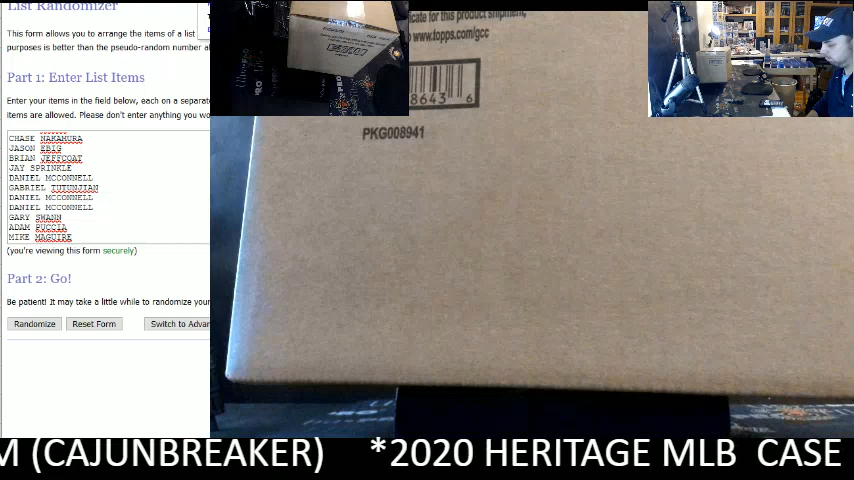 List Randomizer
This form allows you to arrange the items of a list
purposes is better than the pseudo-random number al
Part 1: Enter List Items
Enter your items in the field below, each on a separate
items are allowed. Please don't enter anything you wo
CHASE NAKAMURA
JASON EBIG
BRIAN JEFFCOAT
JAY SPRINKLE
DANIEL MCCONNELL
GABRIEL TUTUNJIAN
DANIEL MCCONNELL
DANIEL MCCONNELL
GARY SWANN
ADAM PUCCIA
MIKE MAGUIRE
(you're viewing this form securely)
Part 2: Go!
Be patient! It may take a little while to randomize your
Randomize
Reset Form
Switch to Advan
icate for this product shipment,
www.topps.com/gcc
8643 6
PKG008941
M (CAJUNBREAKER) *2020 HERITAGE MLB CASE